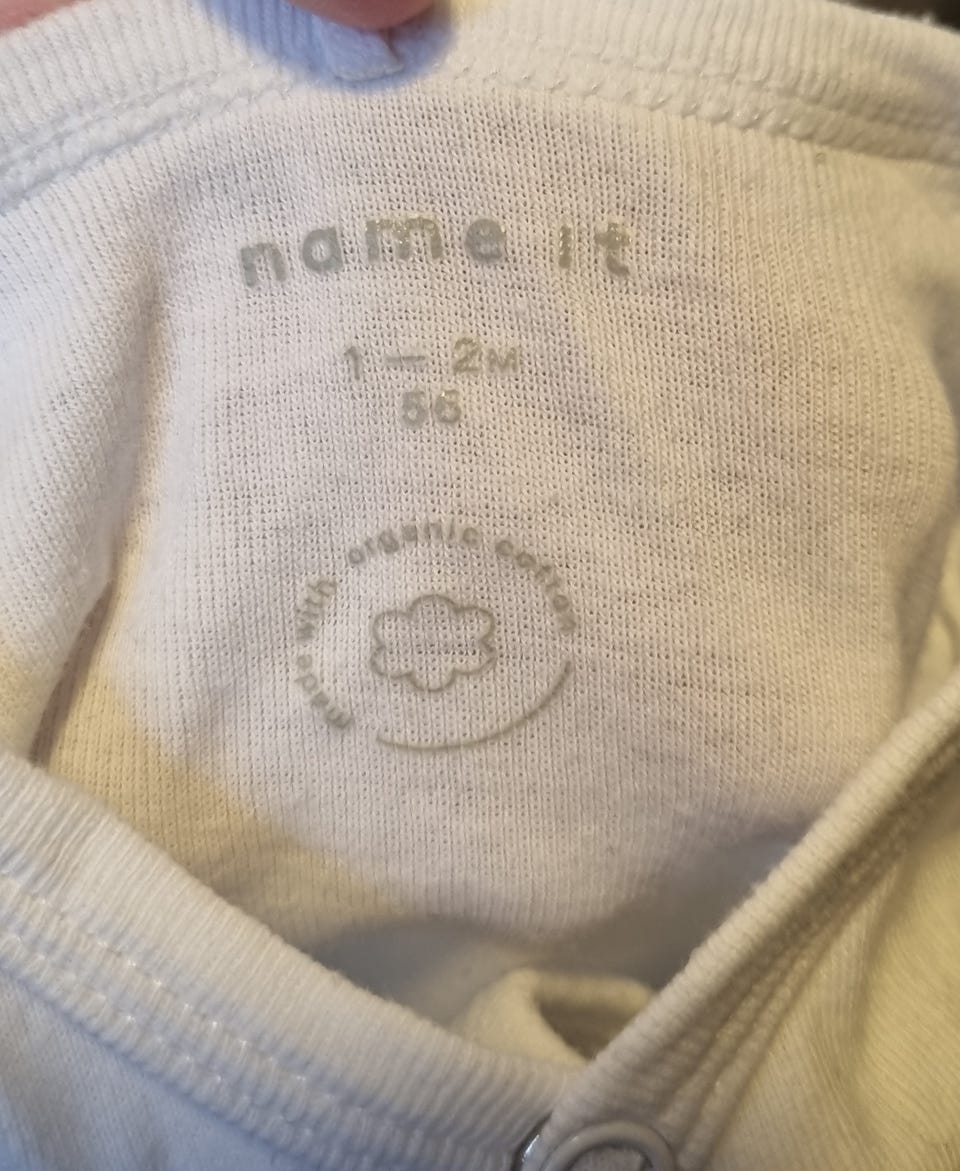 name it
1 — 2M
56
made with organic cotton